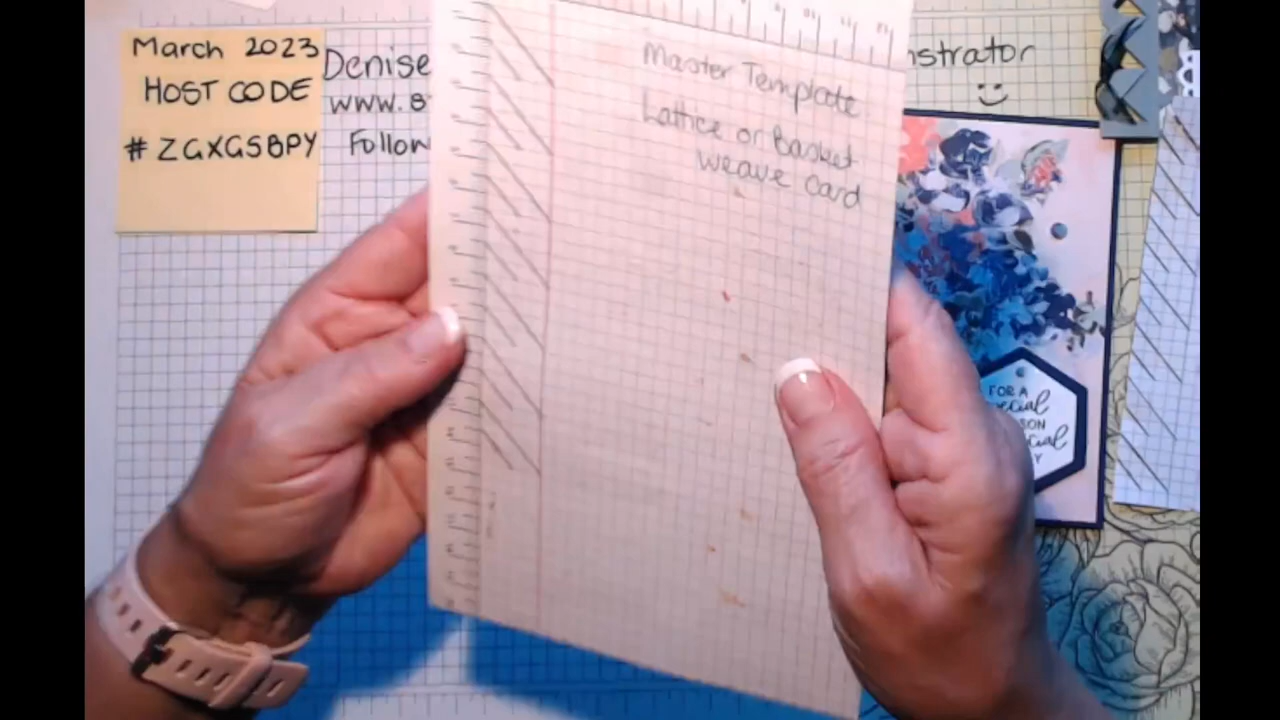 March 2023
HOST CODE
#ZGXGSBPY
Denise
www.
Follow
nstrator
Master Template
Lattice or Basket
weave card
FOR A